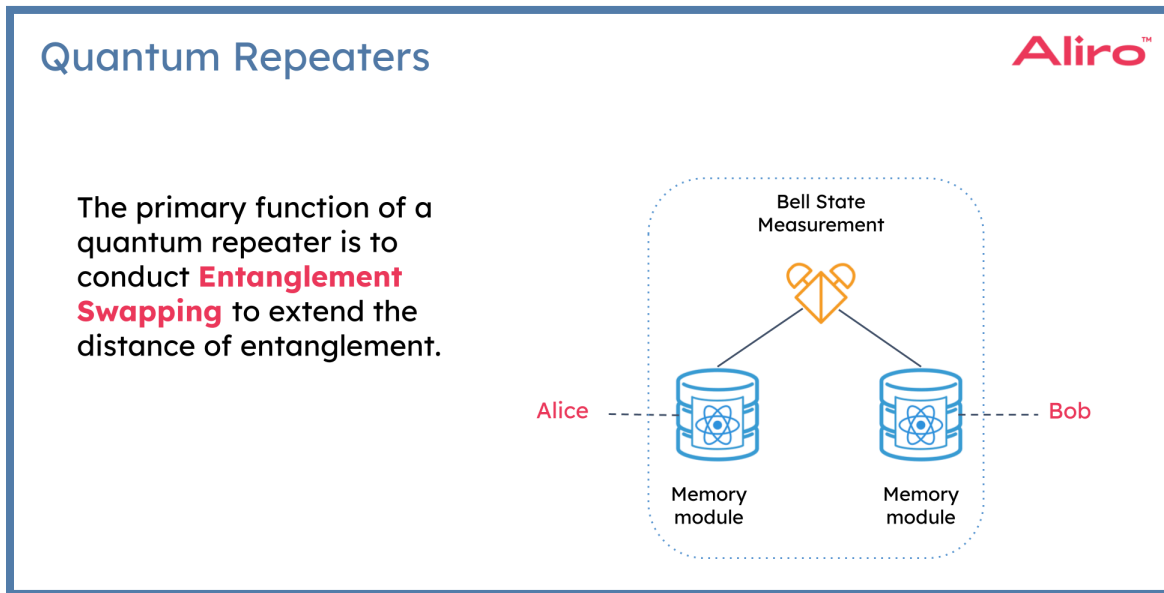 Quantum Repeaters
Aliro™
The primary function of a
quantum repeater is to
conduct Entanglement
Swapping to extend the
distance of entanglement.
Bell State
Measurement
Alice
Bob
Memory
module
Memory
module